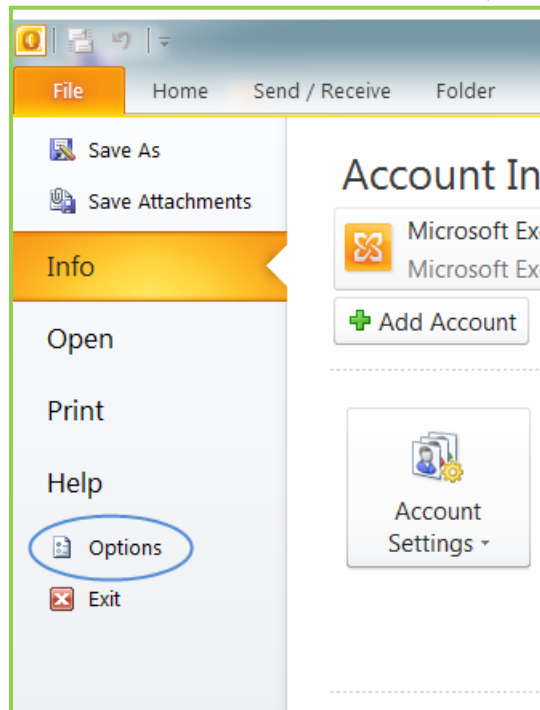 File Home Send / Receive Folder
Save As
Save Attachments
Info
Open
Print
Help
Options
Exit
Account In
Microsoft Ex
Microsoft Ex
Add Account
Account
Settings